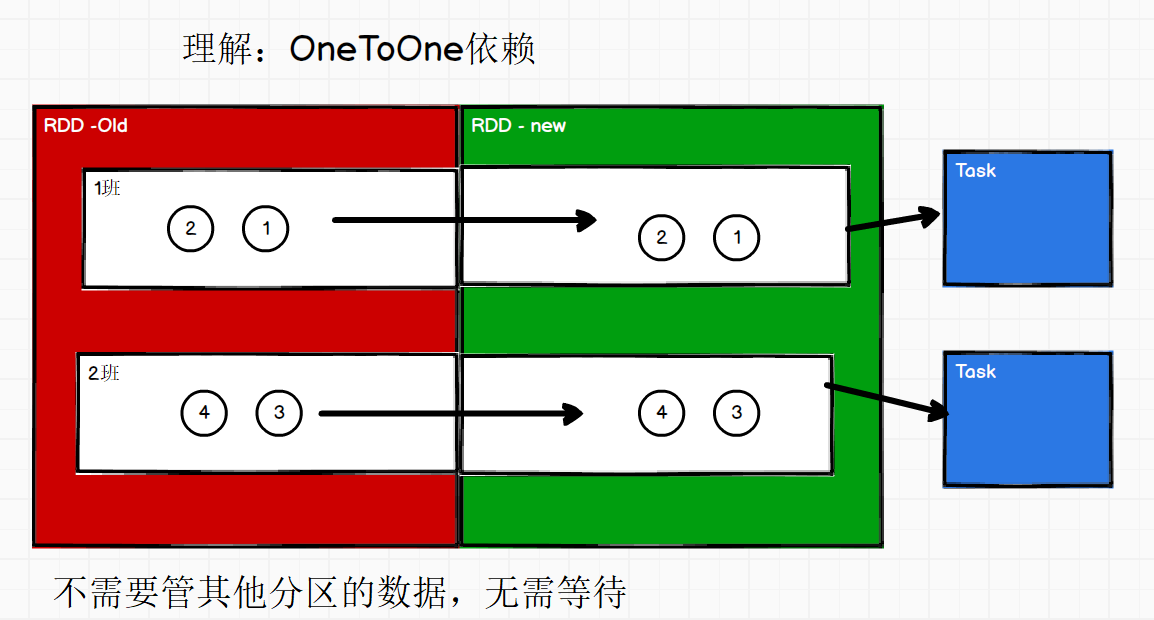 理解：OneToOne依赖
RDD -Old
RDD - new
1班
2 1
2 1
Task
2班
4 3
4 3
Task
不需要管其他分区的数据，无需等待